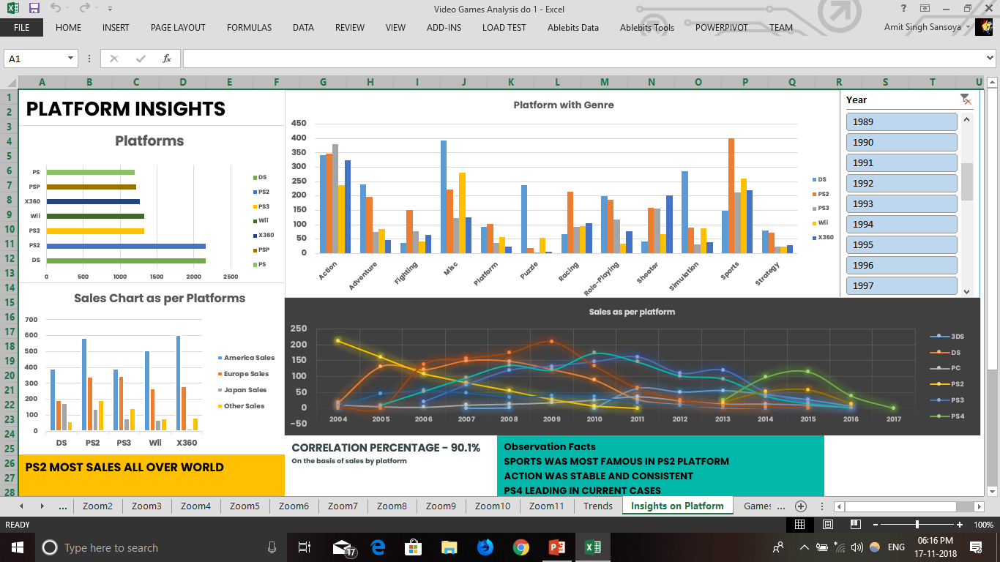 Video Games Analysis do 1 - Excel
?
FILE HOME INSERT PAGE LAYOUT FORMULAS DATA REVIEW VIEW ADD-INS LOAD TEST Ablebits Data Ablebits Tools POWERPIVOT TEAM
Amit Singh Sansoya
A1
fx
A B C D E F G H I J K L M N O P Q R S T U
1
2
3
4
5
6
7
8
9
10
11
12
13
14
15
16
17
18
19
20
21
22
23
24
25
26
27
28
PLATFORM INSIGHTS
Platforms
PS
PSP
X360
Wii
PS3
PS2
DS
0 500 1000 1500 2000 2500
DS
PS2
PS3
Wii
X360
PSP
PS
Platform with Genre
450
400
350
300
250
200
150
100
50
0
Action Adventure Fighting Misc Platform Puzzle Racing Role-Playing Shooter Simulation Sports Strategy
DS
PS2
PS3
Wii
X360
Year
1989
1990
1991
1992
1993
1994
1995
1996
1997
Sales Chart as per Platforms
700
600
500
400
300
200
100
0
DS PS2 PS3 Wii X360
America Sales
Europe Sales
Japan Sales
Other Sales
Sales as per platform
250
200
150
100
50
0
-50
2004 2005 2006 2007 2008 2009 2010 2011 2012 2013 2014 2015 2016 2017
3DS
DS
PC
PS2
PS3
PS4
PS2 MOST SALES ALL OVER WORLD
CORRELATION PERCENTAGE - 90.1%
On the basis of sales by platform
Observation Facts
SPORTS WAS MOST FAMOUS IN PS2 PLATFORM
ACTION WAS STABLE AND CONSISTENT
PS4 LEADING IN CURRENT CASES
... Zoom2 Zoom3 Zoom4 Zoom5 Zoom6 Zoom7 Zoom8 Zoom9 Zoom10 Zoom11 Trends Insights on Platform Games ...
READY
100%
Type here to search
17
ENG
06:16 PM
17-11-2018